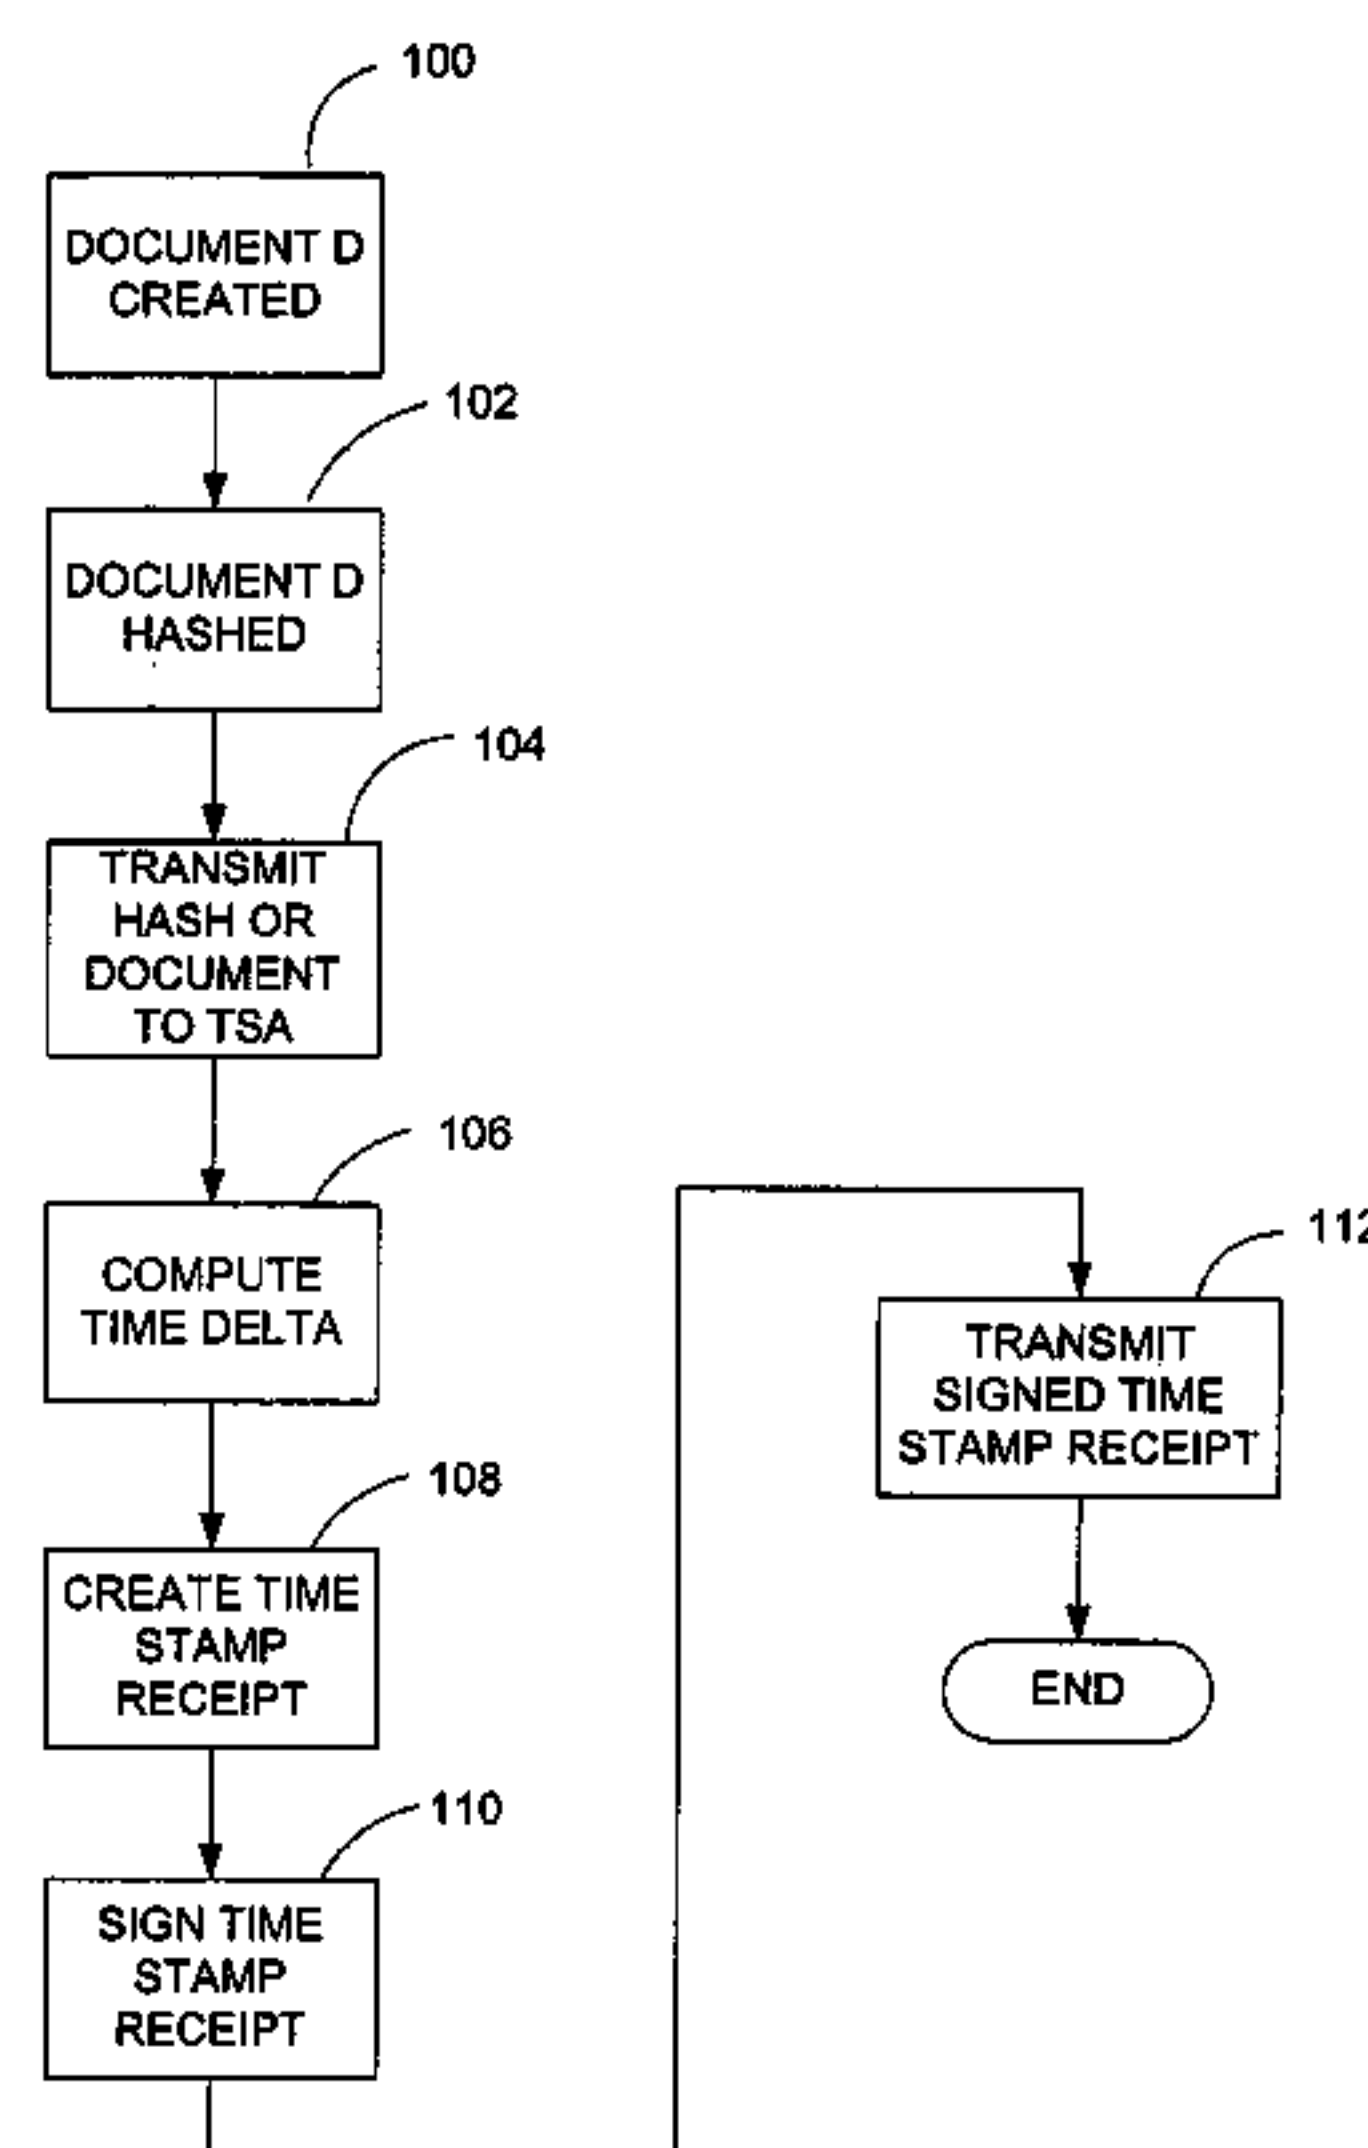 100
DOCUMENT D
CREATED
102
DOCUMENT D
HASHED
104
TRANSMIT
HASH OR
DOCUMENT
TO TSA
106
COMPUTE
TIME DELTA
108
CREATE TIME
STAMP
RECEIPT
110
SIGN TIME
STAMP
RECEIPT
112
TRANSMIT
SIGNED TIME
STAMP RECEIPT
END